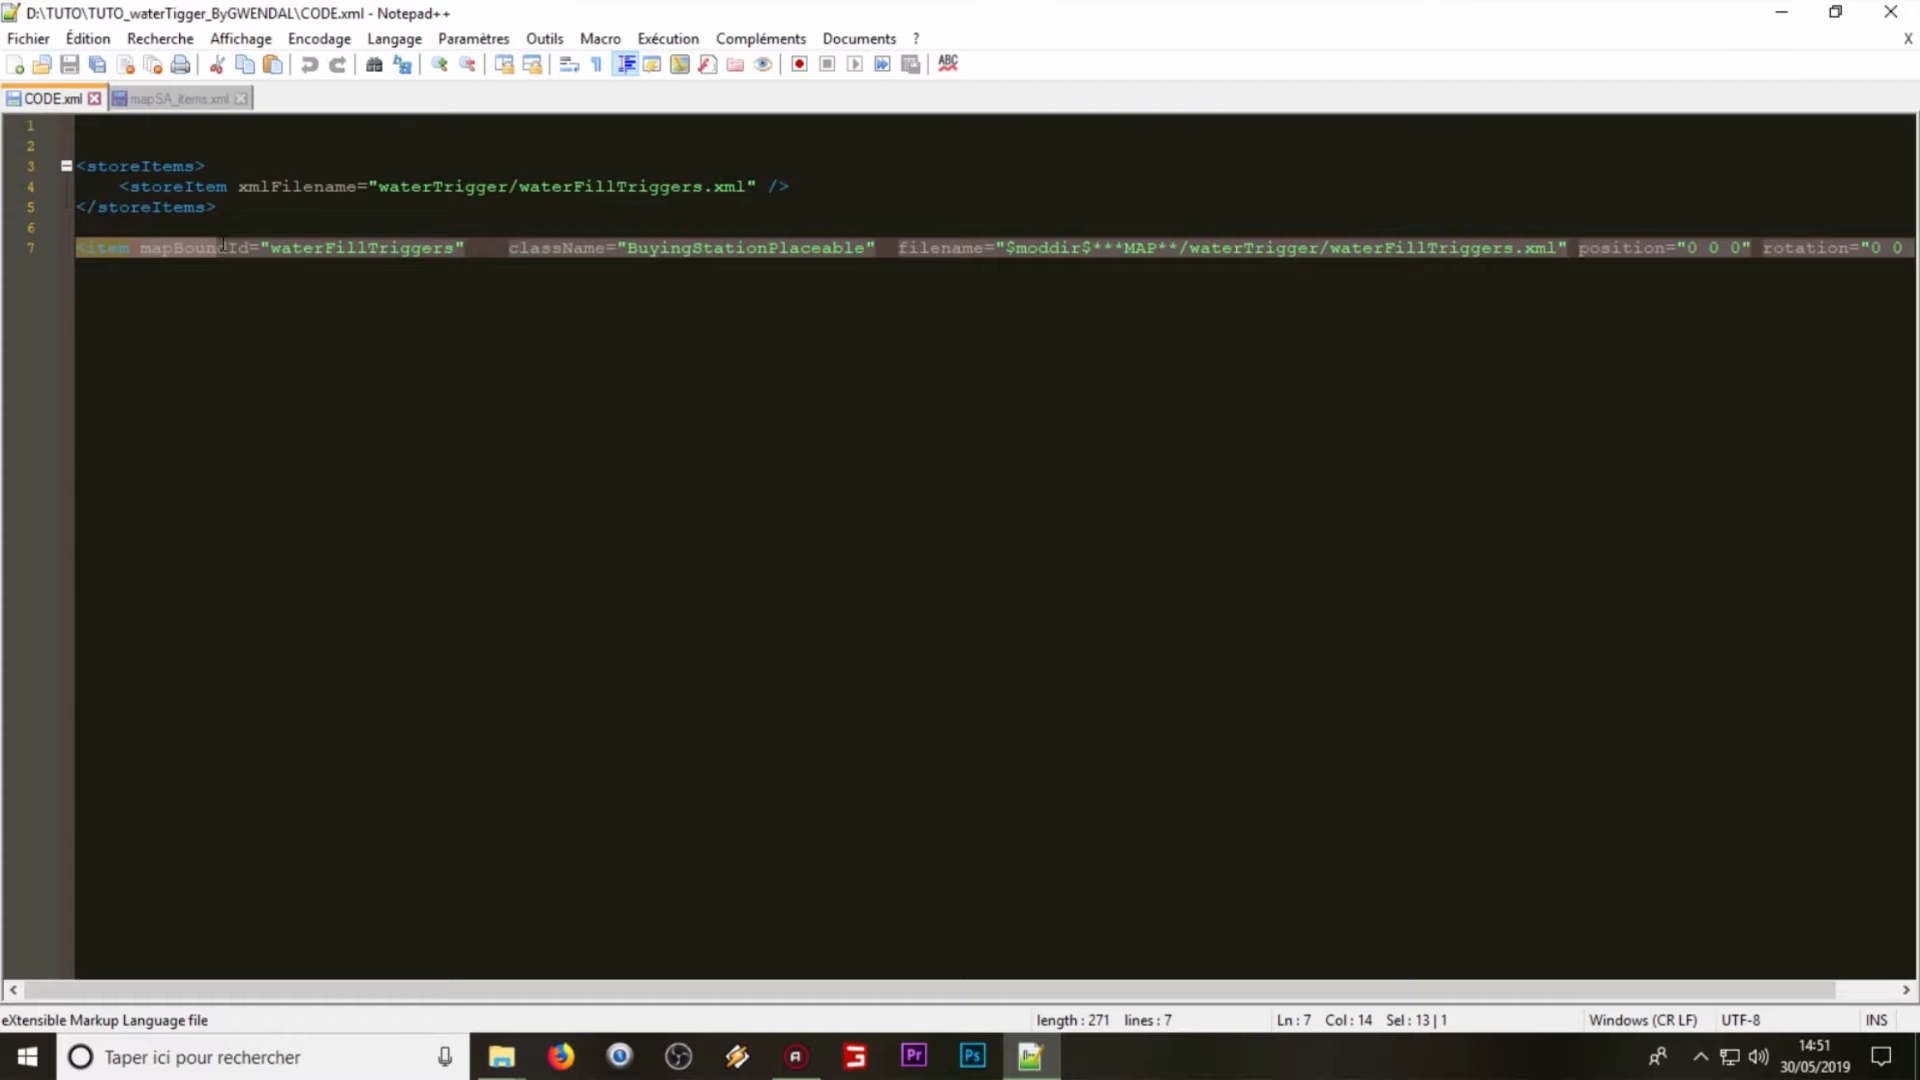 D:\TUTO\TUTO_waterTigger_ByGWENDAL\CODE.xml - Notepad++
Fichier Édition Recherche Affichage Encodage Langage Paramètres Outils Macro Exécution Compléments Documents ? X
ABC
CODE.xml mapSA_items.xml
1
2
3 <storeItems>
4 <storeItem xmlFilename="waterTrigger/waterFillTriggers.xml" />
5 </storeItems>
6
7 <item mapBoundId="waterFillTriggers" className="BuyingStationPlaceable" filename="$moddir$***MAP**/waterTrigger/waterFillTriggers.xml" position="0 0 0" rotation="0 0
eXtensible Markup Language file length : 271 lines : 7 Ln : 7 Col : 14 Sel : 13 | 1 Windows (CR LF) UTF-8 INS
Taper ici pour rechercher Pr Ps 14:51
30/05/2019